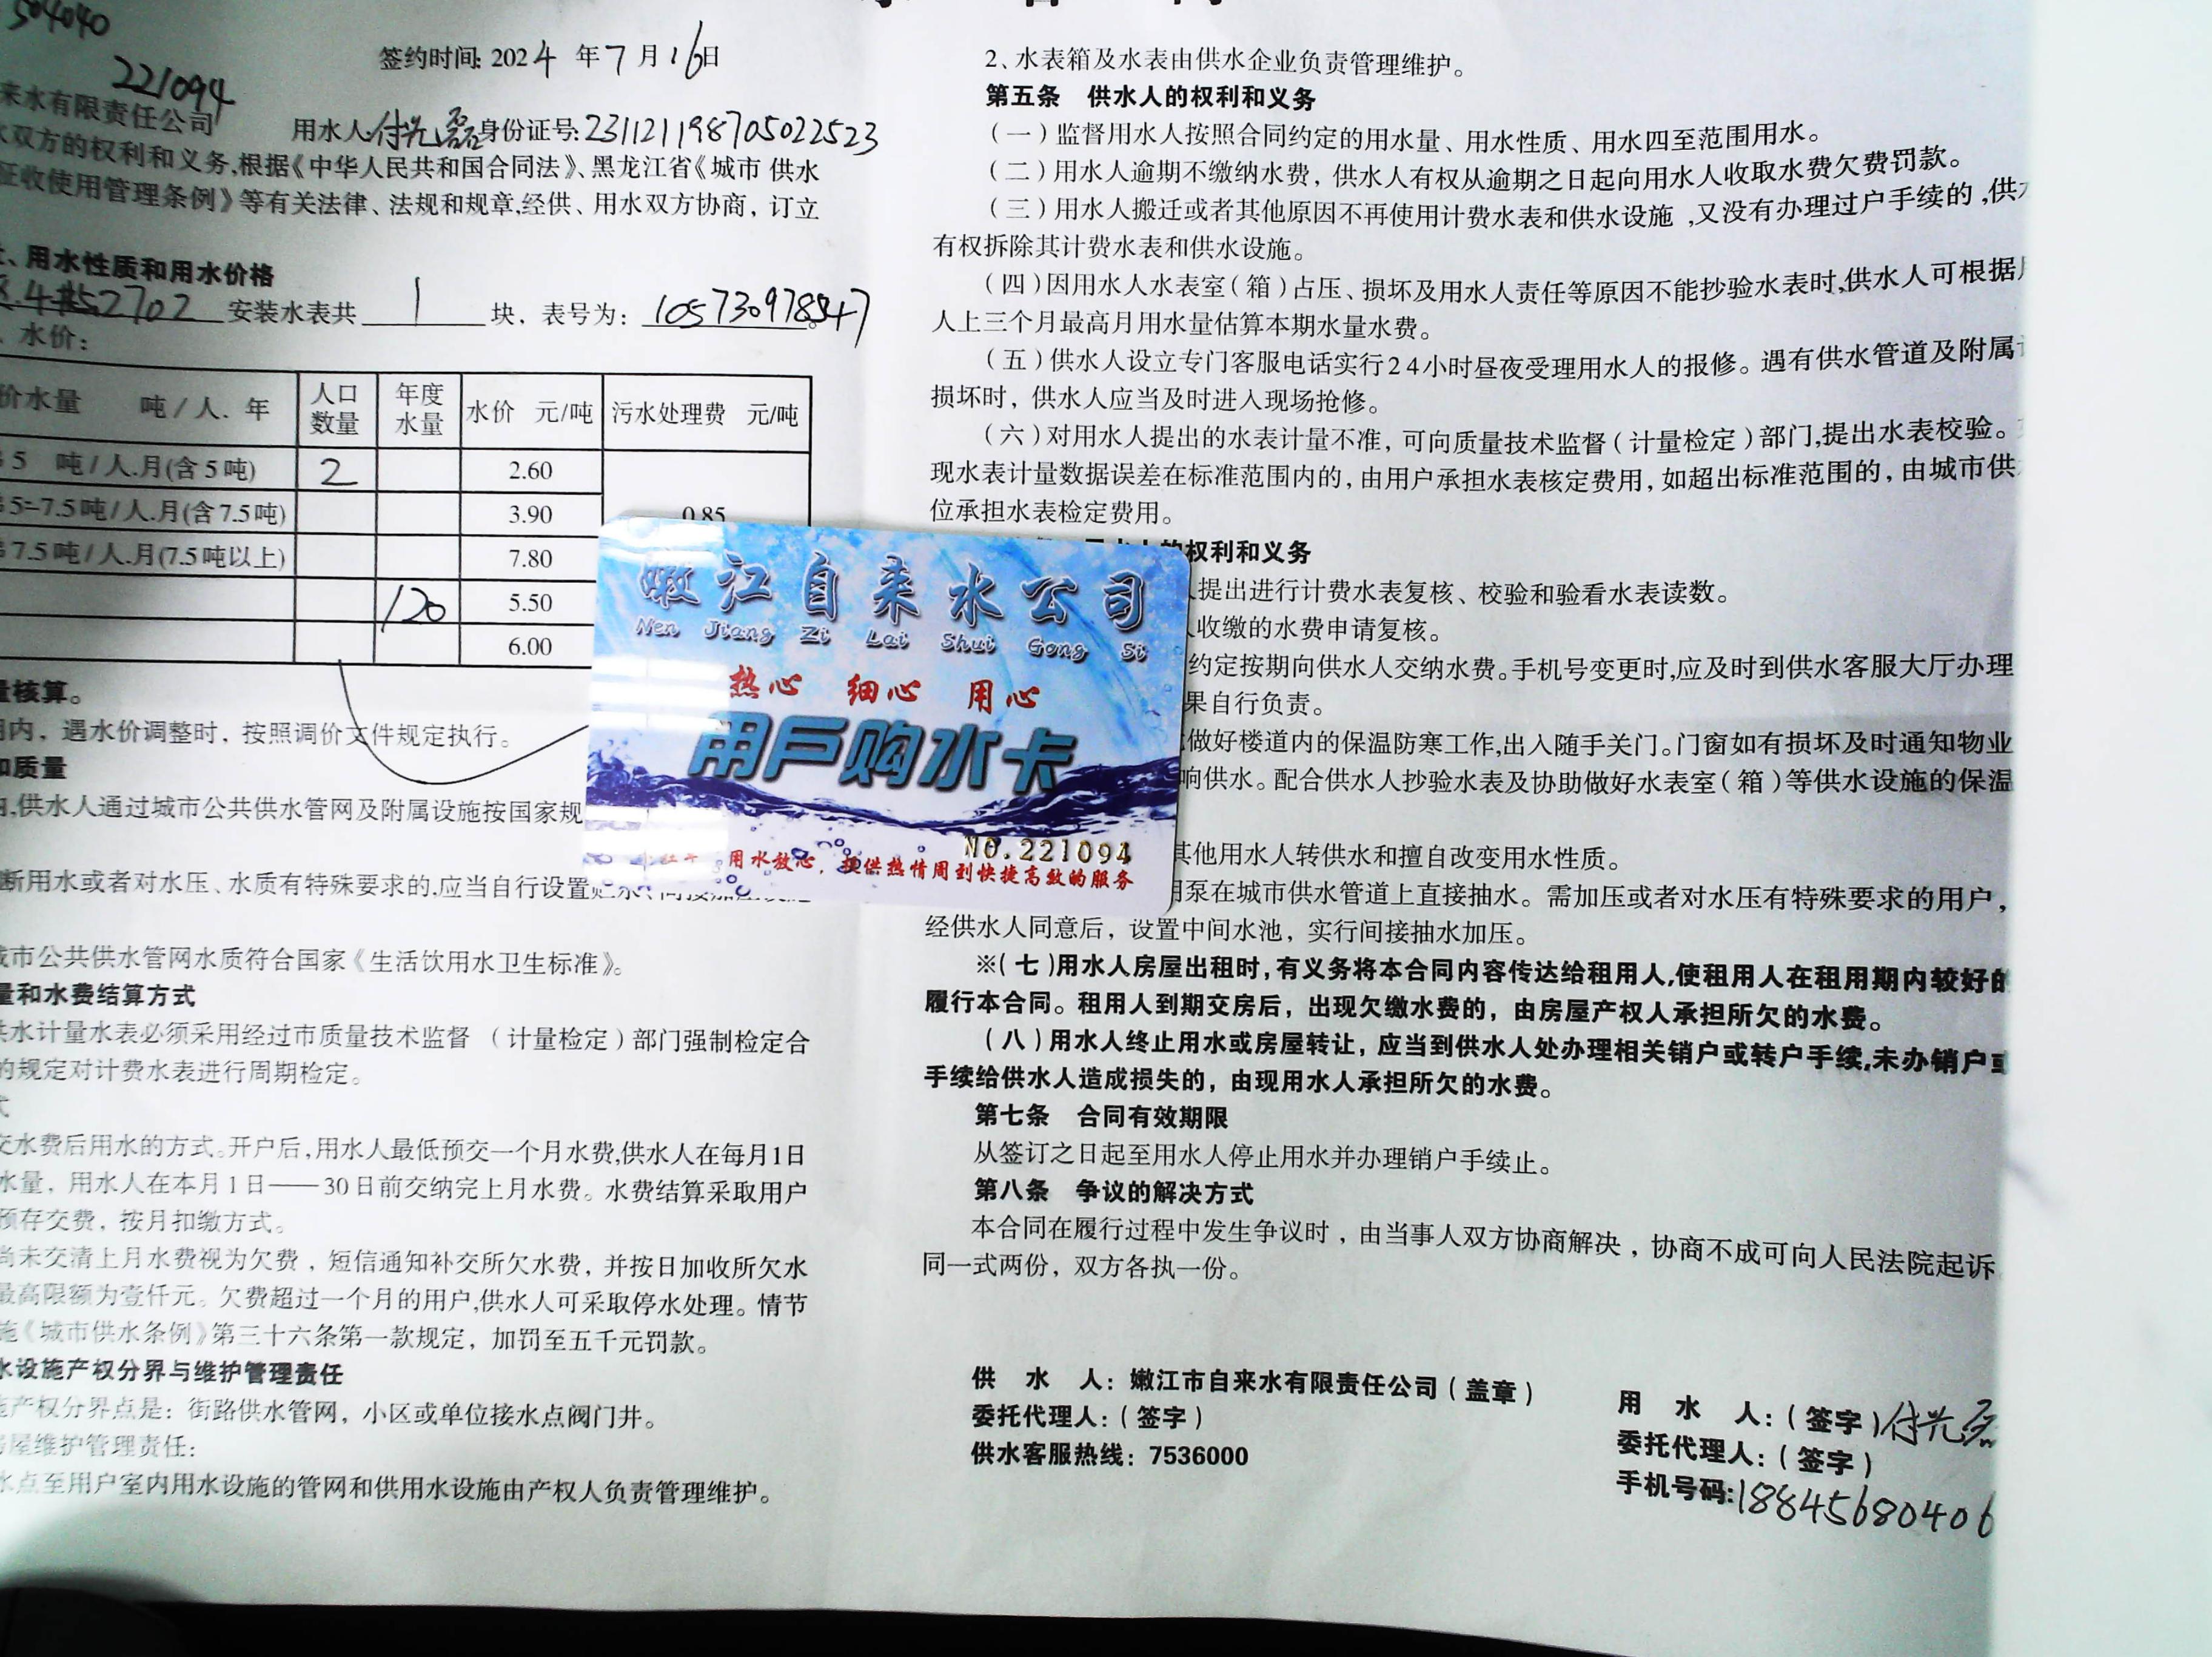 504040
221094
签约时间: 2024 年 7 月 16 日
来水有限责任公司
用水人:付光磊 身份证号:231121198705022523
水双方的权利和义务,根据《中华人民共和国合同法》、黑龙江省《城市 供水
征收使用管理条例》等有关法律、法规和规章,经供、用水双方协商，订立
、用水性质和用水价格
2702 安装水表共 1 块，表号为： 105730978547
、水价：
价水量 吨/人．年 人口数量 年度水量 水价 元/吨 污水处理费 元/吨
5 吨/人.月(含5吨) 2 2.60
5-7.5吨/人.月(含7.5吨) 3.90 0.85
7.5吨/人.月(7.5吨以上) 7.80
120 5.50
6.00
量核算。
期内，遇水价调整时，按照调价文件规定执行。
和质量
内,供水人通过城市公共供水管网及附属设施按国家规
断用水或者对水压、水质有特殊要求的,应当自行设置
城市公共供水管网水质符合国家《生活饮用水卫生标准》。
量和水费结算方式
供水计量水表必须采用经过市质量技术监督（计量检定）部门强制检定合
的规定对计费水表进行周期检定。
式
交水费后用水的方式。开户后,用水人最低预交一个月水费,供水人在每月1日
水量，用水人在本月1日——30日前交纳完上月水费。水费结算采取用户
预存交费，按月扣缴方式。
尚未交清上月水费视为欠费，短信通知补交所欠水费，并按日加收所欠水
最高限额为壹仟元。欠费超过一个月的用户,供水人可采取停水处理。情节
施《城市供水条例》第三十六条第一款规定，加罚至五千元罚款。
水设施产权分界与维护管理责任
施产权分界点是：街路供水管网，小区或单位接水点阀门井。
房屋维护管理责任：
水点至用户室内用水设施的管网和供用水设施由产权人负责管理维护。
2、水表箱及水表由供水企业负责管理维护。
第五条 供水人的权利和义务
（一）监督用水人按照合同约定的用水量、用水性质、用水四至范围用水。
（二）用水人逾期不缴纳水费，供水人有权从逾期之日起向用水人收取水费欠费罚款。
（三）用水人搬迁或者其他原因不再使用计费水表和供水设施,又没有办理过户手续的,供水
有权拆除其计费水表和供水设施。
（四）因用水人水表室（箱）占压、损坏及用水人责任等原因不能抄验水表时,供水人可根据
人上三个月最高月用水量估算本期水量水费。
（五）供水人设立专门客服电话实行24小时昼夜受理用水人的报修。遇有供水管道及附属
损坏时，供水人应当及时进入现场抢修。
（六）对用水人提出的水表计量不准，可向质量技术监督（计量检定）部门,提出水表校验。
现水表计量数据误差在标准范围内的，由用户承担水表核定费用，如超出标准范围的，由城市供
位承担水表检定费用。
的权利和义务
提出进行计费水表复核、校验和验看水表读数。
收缴的水费申请复核。
约定按期向供水人交纳水费。手机号变更时,应及时到供水客服大厅办理
果自行负责。
做好楼道内的保温防寒工作,出入随手关门。门窗如有损坏及时通知物业
响供水。配合供水人抄验水表及协助做好水表室（箱）等供水设施的保温
其他用水人转供水和擅自改变用水性质。
用泵在城市供水管道上直接抽水。需加压或者对水压有特殊要求的用户，
经供水人同意后，设置中间水池，实行间接抽水加压。
※（七）用水人房屋出租时,有义务将本合同内容传达给租用人,使租用人在租用期内较好的
履行本合同。租用人到期交房后，出现欠缴水费的，由房屋产权人承担所欠的水费。
（八）用水人终止用水或房屋转让，应当到供水人处办理相关销户或转户手续,未办销户或
手续给供水人造成损失的，由现用水人承担所欠的水费。
第七条 合同有效期限
从签订之日起至用水人停止用水并办理销户手续止。
第八条 争议的解决方式
本合同在履行过程中发生争议时，由当事人双方协商解决，协商不成可向人民法院起诉
同一式两份，双方各执一份。
供 水 人：嫩江市自来水有限责任公司（盖章）
委托代理人：（签字）
供水客服热线：7536000
用 水 人：（签字）付光磊
委托代理人：（签字）
手机号码:18845680406
嫩江自来水公司
Nen Jiang Zi Lai Shui Gong Si
热心 细心 用心
用户购水卡
NO.221094
用水放心，提供热情周到快捷高效的服务